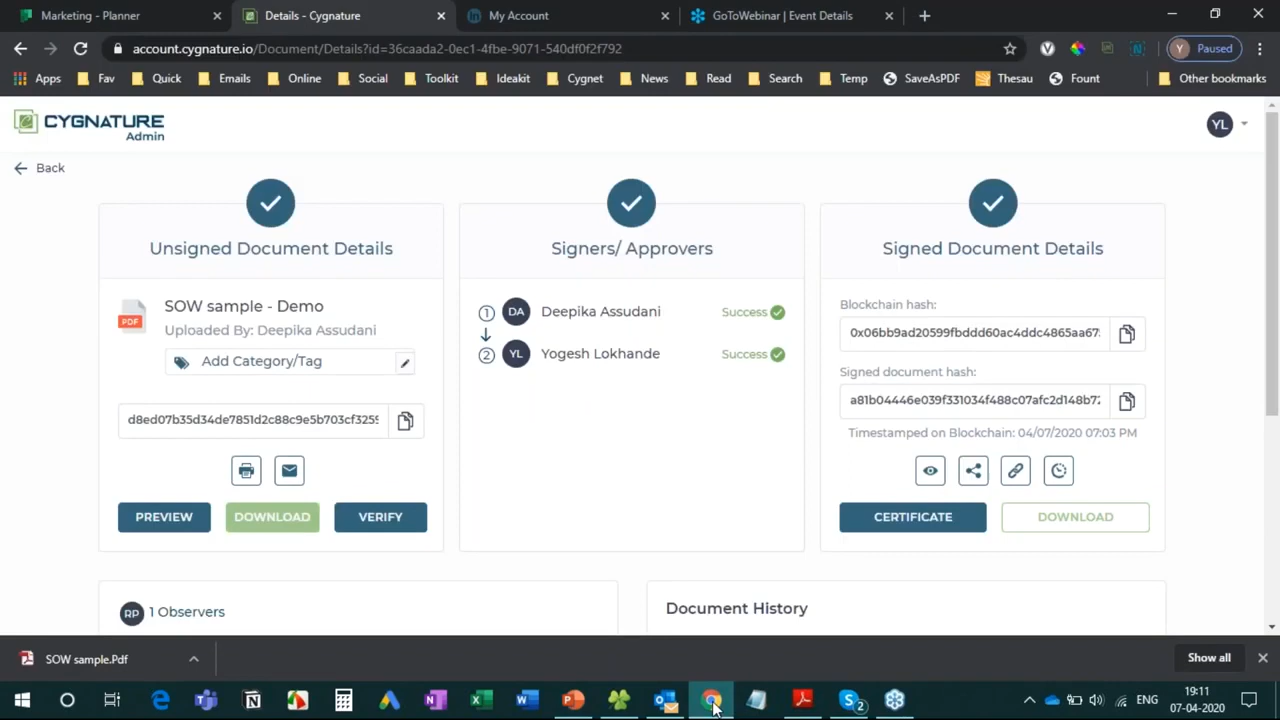 Marketing - Planner
Details - Cygnature
My Account
GoToWebinar | Event Details
account.cygnature.io/Document/Details?id=36caada2-0ec1-4fbe-9071-540df0f2f792
Y Paused
Apps Fav Quick Emails Online Social Toolkit Ideakit Cygnet News Read Search Temp SaveAsPDF Thesau Fount Other bookmarks
CYGNATURE
Admin
YL
Back
Unsigned Document Details
PDF
SOW sample - Demo
Uploaded By: Deepika Assudani
Add Category/Tag
d8ed07b35d34de7851d2c88c9e5b703cf3259
PREVIEW DOWNLOAD VERIFY
Signers/ Approvers
1 DA Deepika Assudani Success
2 YL Yogesh Lokhande Success
Signed Document Details
Blockchain hash:
0x06bb9ad20599fbddd60ac4ddc4865aa67
Signed document hash:
a81b04446e039f331034f488c07afc2d148b72
Timestamped on Blockchain: 04/07/2020 07:03 PM
CERTIFICATE DOWNLOAD
RP 1 Observers
Document History
SOW sample.Pdf
Show all
2
ENG
19:11
07-04-2020